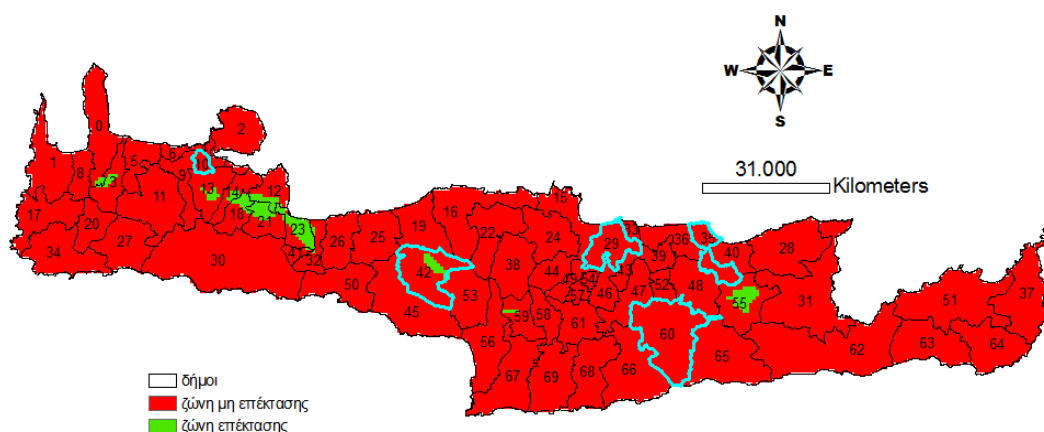 N
W E
S
31.000
Kilometers
0 2
1 8 3 5 6 9 10 7 12
11 13 14 18 21 23
17 20 34 27 30 41 32 26 25 50
19 16 22 15 24 38 44 42 53 45
29 33 39 36 35 40 28
49 54 57 46 47 52 48 55 31
59 58 61 60 56 67 69 68 66 65
51 37 62 63 64
δήμοι
ζώνη μη επέκτασης
ζώνη επέκτασης